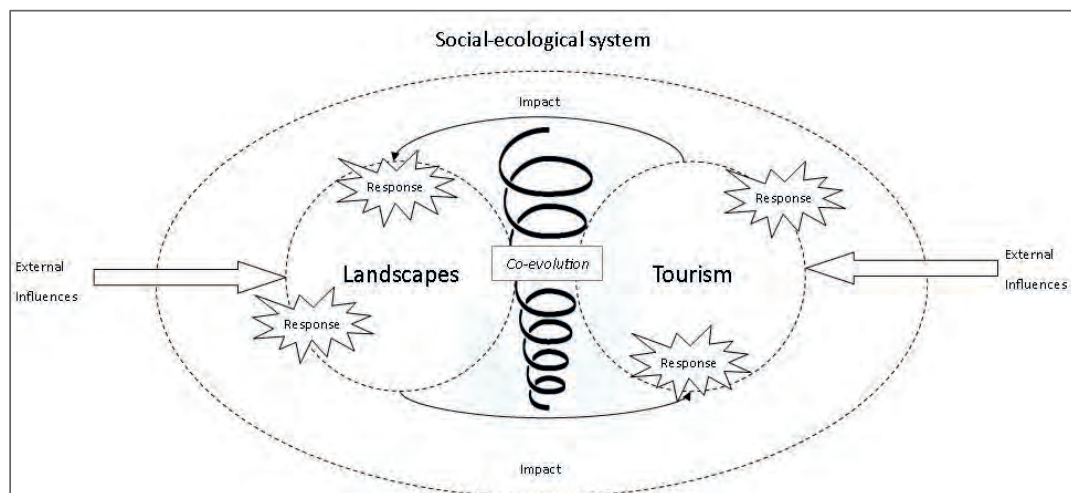 Social-ecological system
Impact
Response
Response
External
Influences
Landscapes
Co-evolution
Tourism
External
Influences
Response
Response
Impact